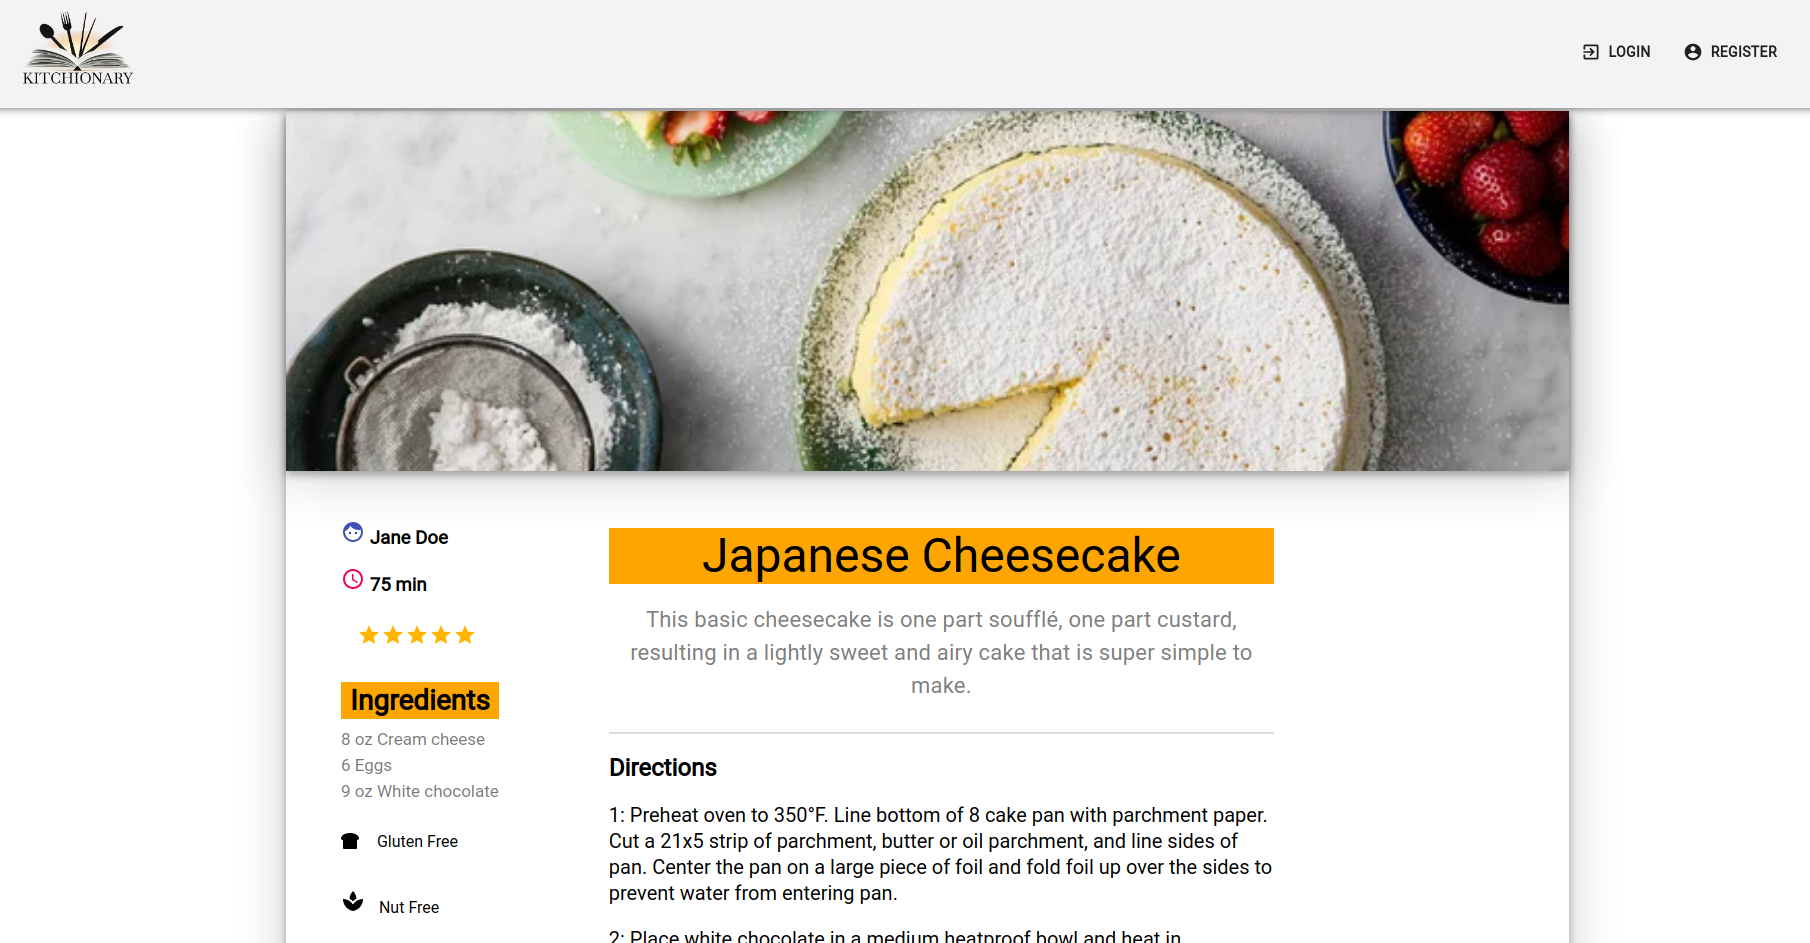 KITCHIONARY
LOGIN
REGISTER
Jane Doe
75 min
Ingredients
8 oz Cream cheese
6 Eggs
9 oz White chocolate
Gluten Free
Nut Free
Japanese Cheesecake
This basic cheesecake is one part soufflé, one part custard,
resulting in a lightly sweet and airy cake that is super simple to
make.
Directions
1: Preheat oven to 350°F. Line bottom of 8 cake pan with parchment paper.
Cut a 21x5 strip of parchment, butter or oil parchment, and line sides of
pan. Center the pan on a large piece of foil and fold foil up over the sides to
prevent water from entering pan.
2: Place white chocolate in a medium heatproof bowl and heat in